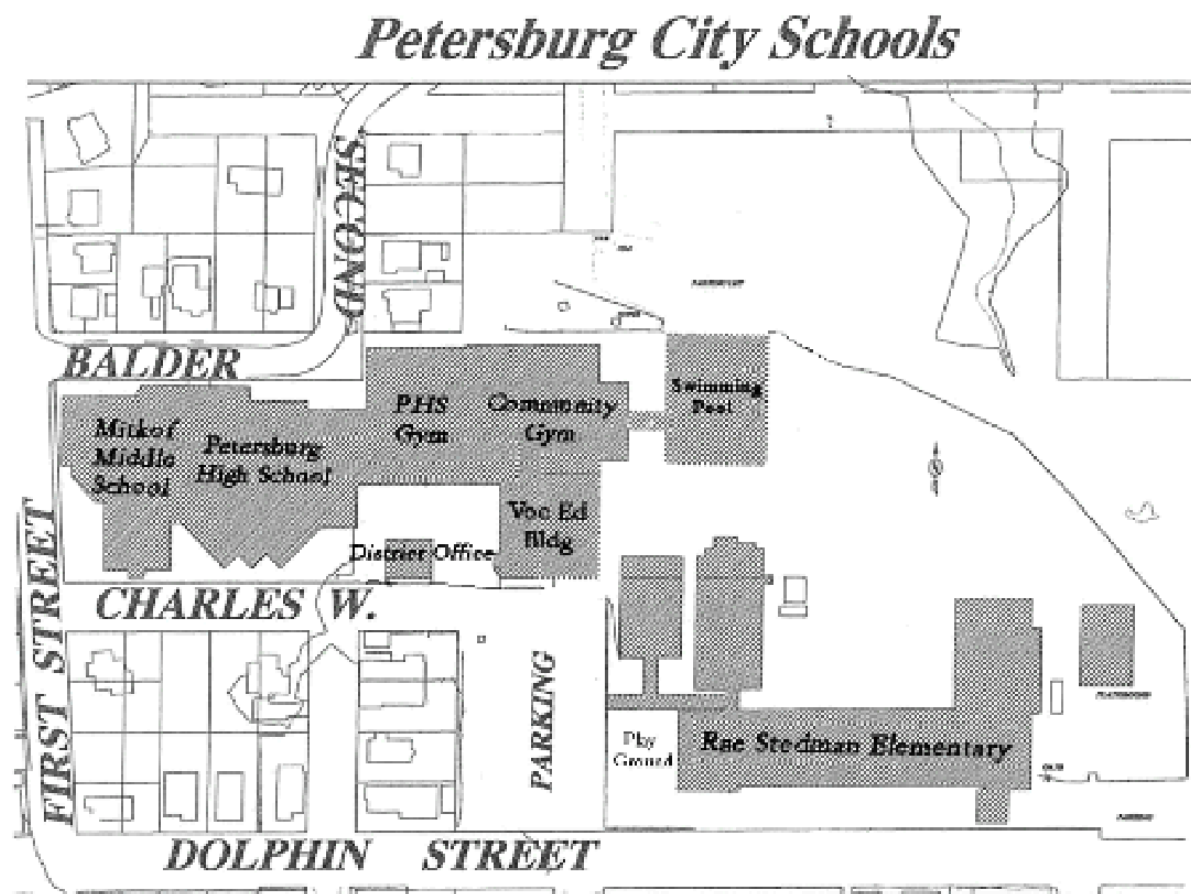 Petersburg City Schools
SECOND
BALDER
Mitkof
Middle
School
Petersburg
High School
PHS
Gym
Community
Gym
Swimming
Pool
Voc Ed
Bldg
District Office
CHARLES W.
FIRST STREET
PARKING
Play
Ground
Rae Stedman Elementary
DOLPHIN STREET